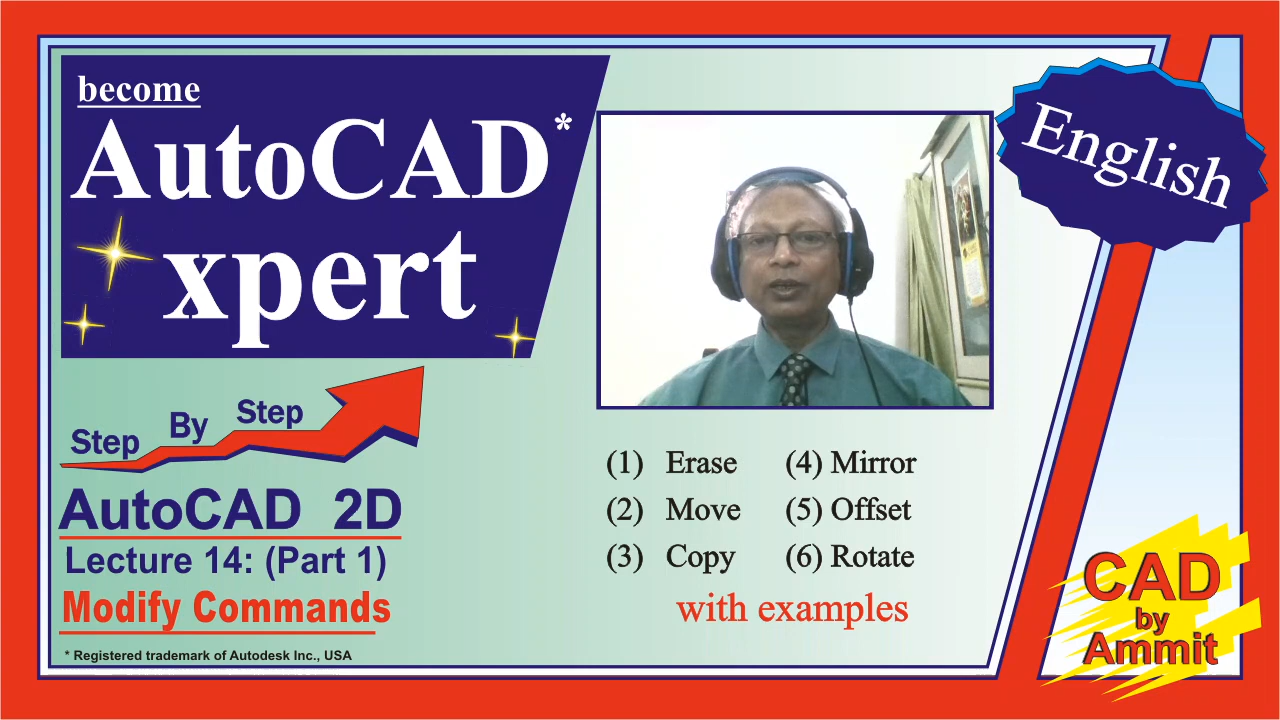 become
AutoCAD*
xpert
English
Step By Step
AutoCAD 2D
Lecture 14: (Part 1)
Modify Commands
* Registered trademark of Autodesk Inc., USA
(1) Erase (4) Mirror
(2) Move (5) Offset
(3) Copy (6) Rotate
with examples
CAD
by
Ammit